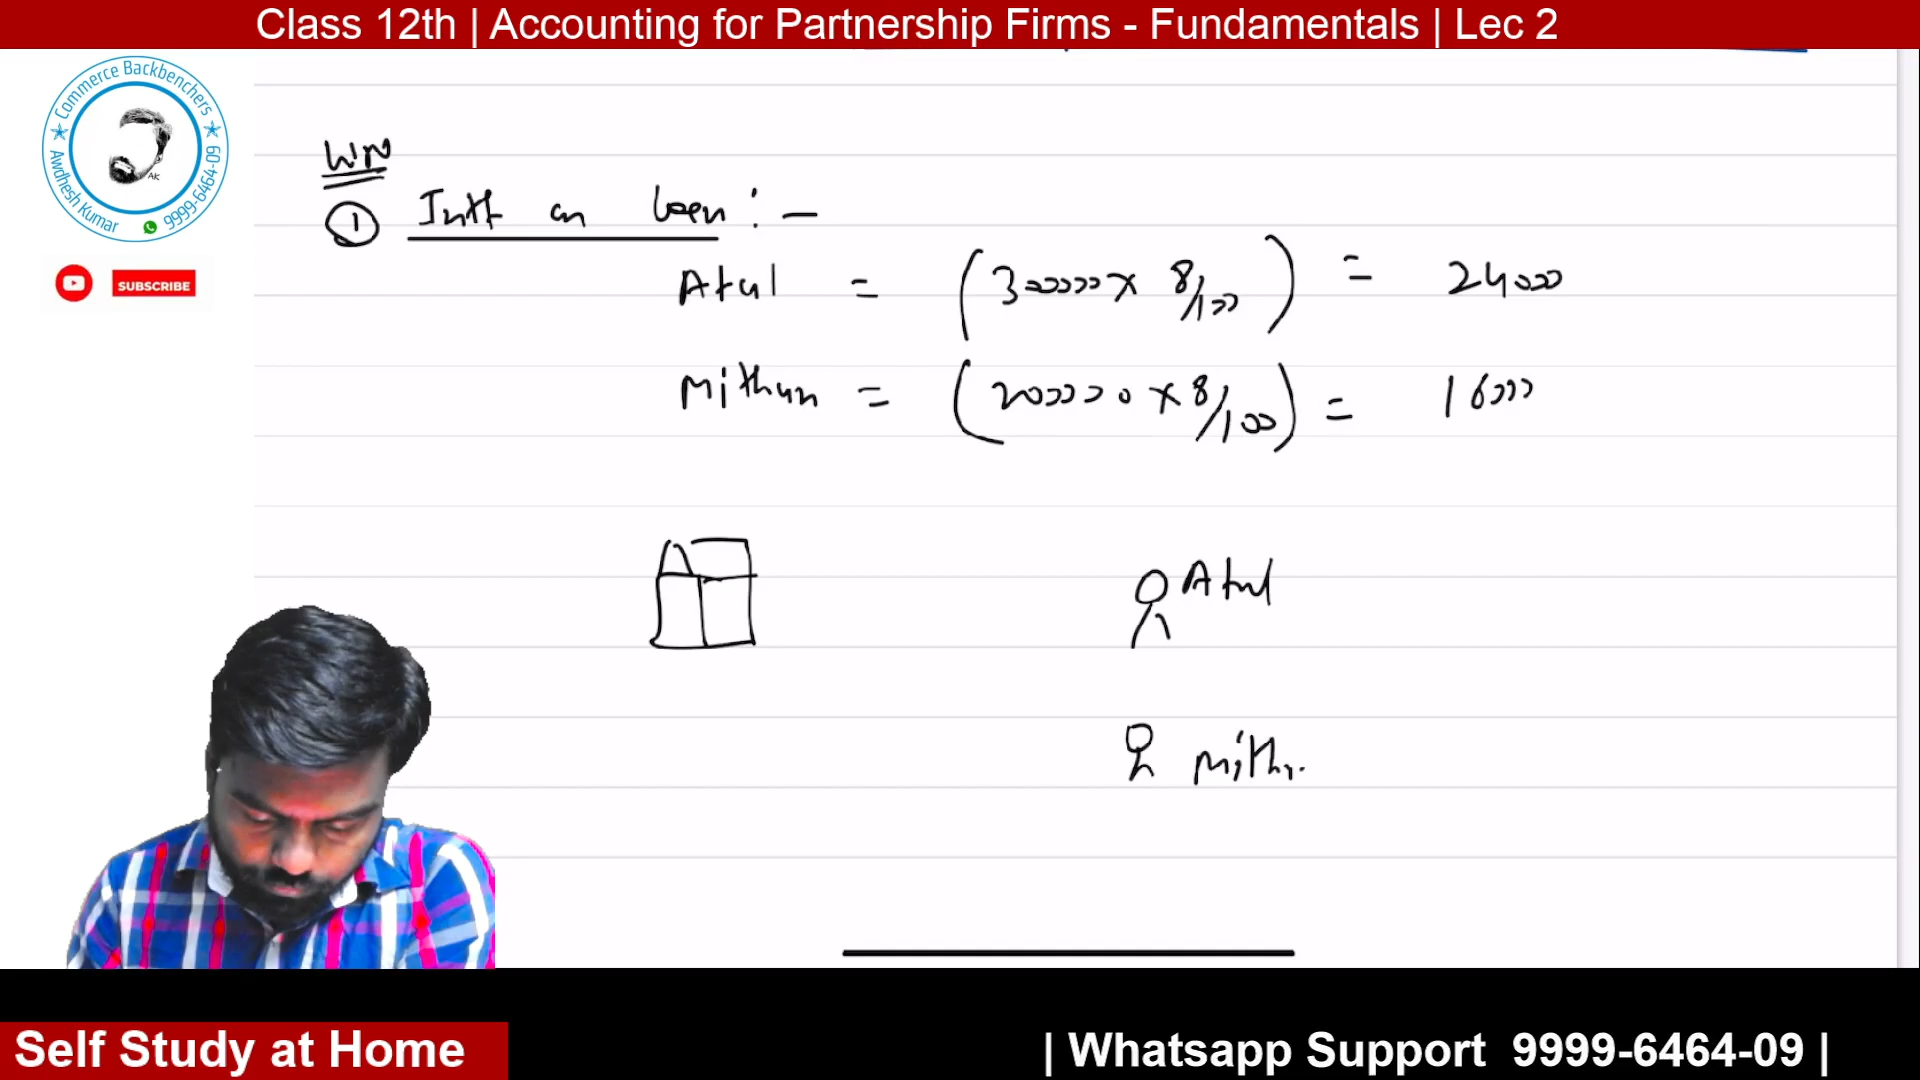 Class 12th | Accounting for Partnership Firms - Fundamentals | Lec 2
★ Commerce Backbenchers ★
Awdhesh Kumar 9999-6464-09
AK
SUBSCRIBE
W.N
① Intt on loan : -
Atul = (300000 x 8/100) = 24000
Mithun = (200000 x 8/100) = 16000
Atul
Self Study at Home
| Whatsapp Support 9999-6464-09 |